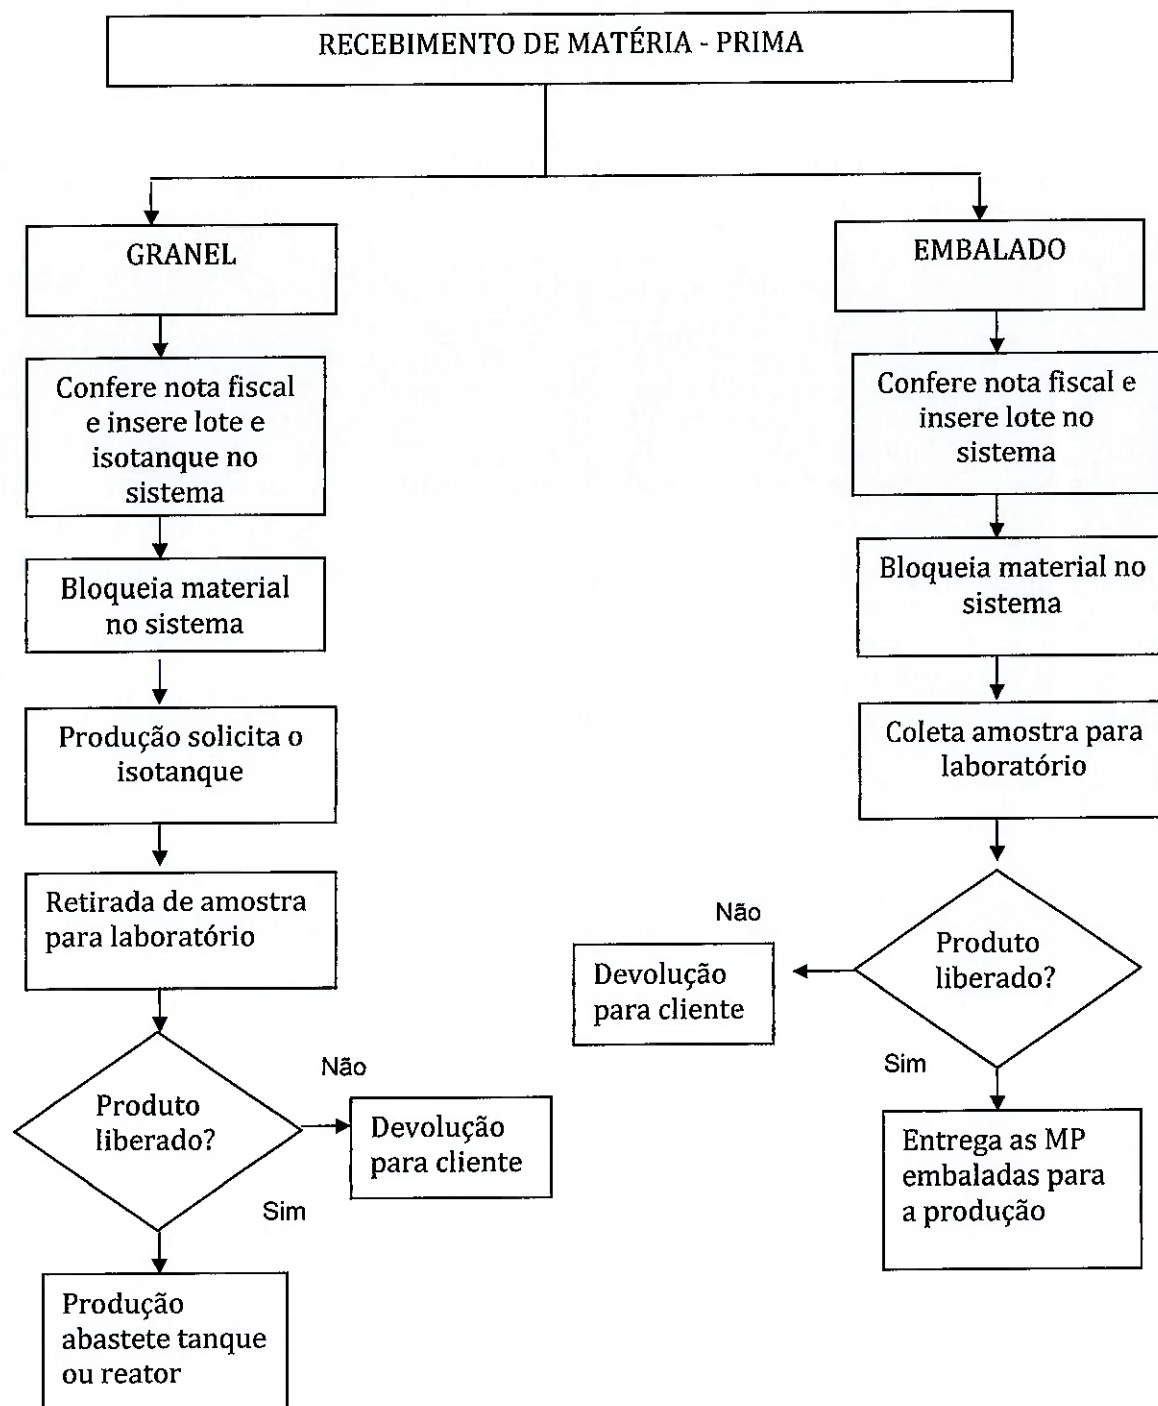 RECEBIMENTO DE MATÉRIA - PRIMA
GRANEL
Confere nota fiscal
e insere lote e
isotanque no
sistema
Bloqueia material
no sistema
Produção solicita o
isotanque
Retirada de amostra
para laboratório
Produto
liberado?
Não
Devolução
para cliente
Sim
Produção
abastete tanque
ou reator
EMBALADO
Confere nota fiscal e
insere lote no
sistema
Bloqueia material no
sistema
Coleta amostra para
laboratório
Produto
liberado?
Não
Devolução
para cliente
Sim
Entrega as MP
embaladas para
a produção